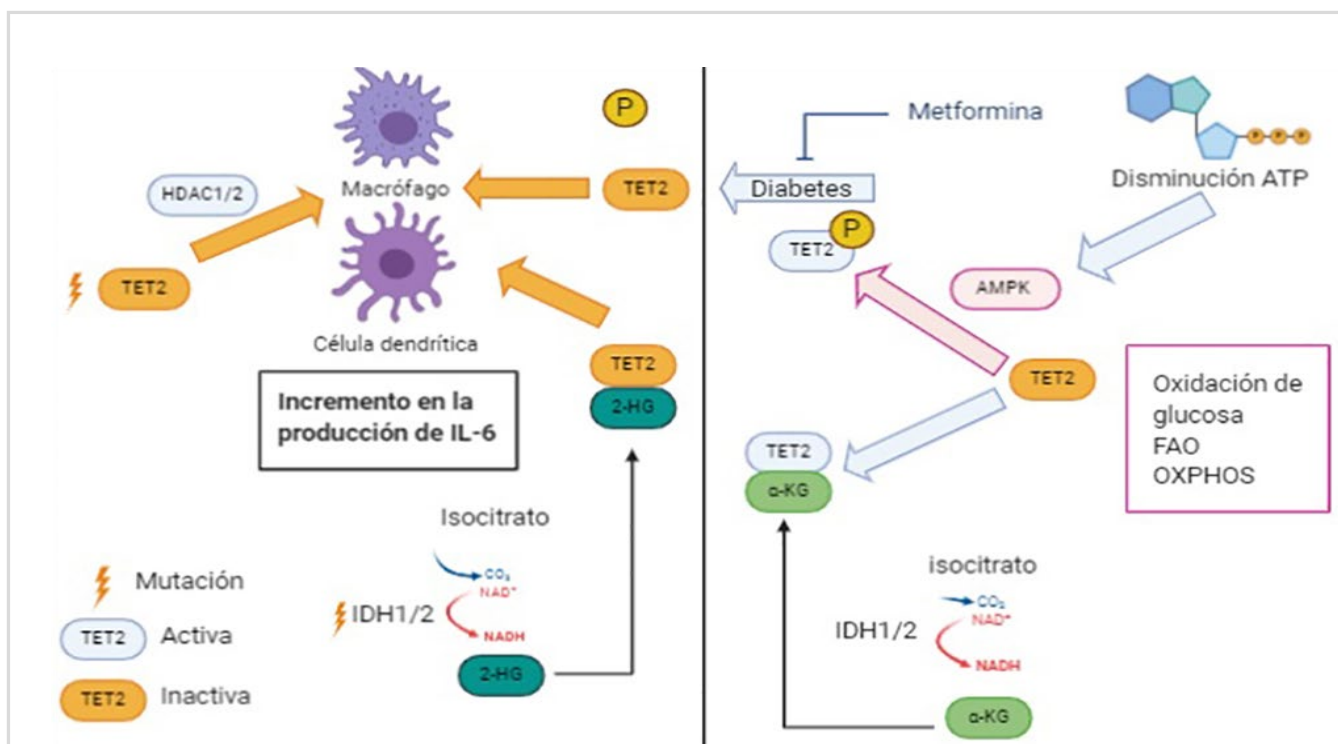 P
HDAC1/2
Macrófago
TET2
TET2
Célula dendrítica
TET2
2-HG
Incremento en la
producción de IL-6
Isocitrato
CO₂
NAD⁺
IDH1/2
NADH
2-HG
Mutación
TET2
Activa
TET2
Inactiva
Metformina
P
P
P
Disminución ATP
Diabetes
P
TET2
AMPK
TET2
Oxidación de
glucosa
FAO
OXPHOS
TET2
α-KG
isocitrato
CO₂
NAD⁺
IDH1/2
NADH
α-KG